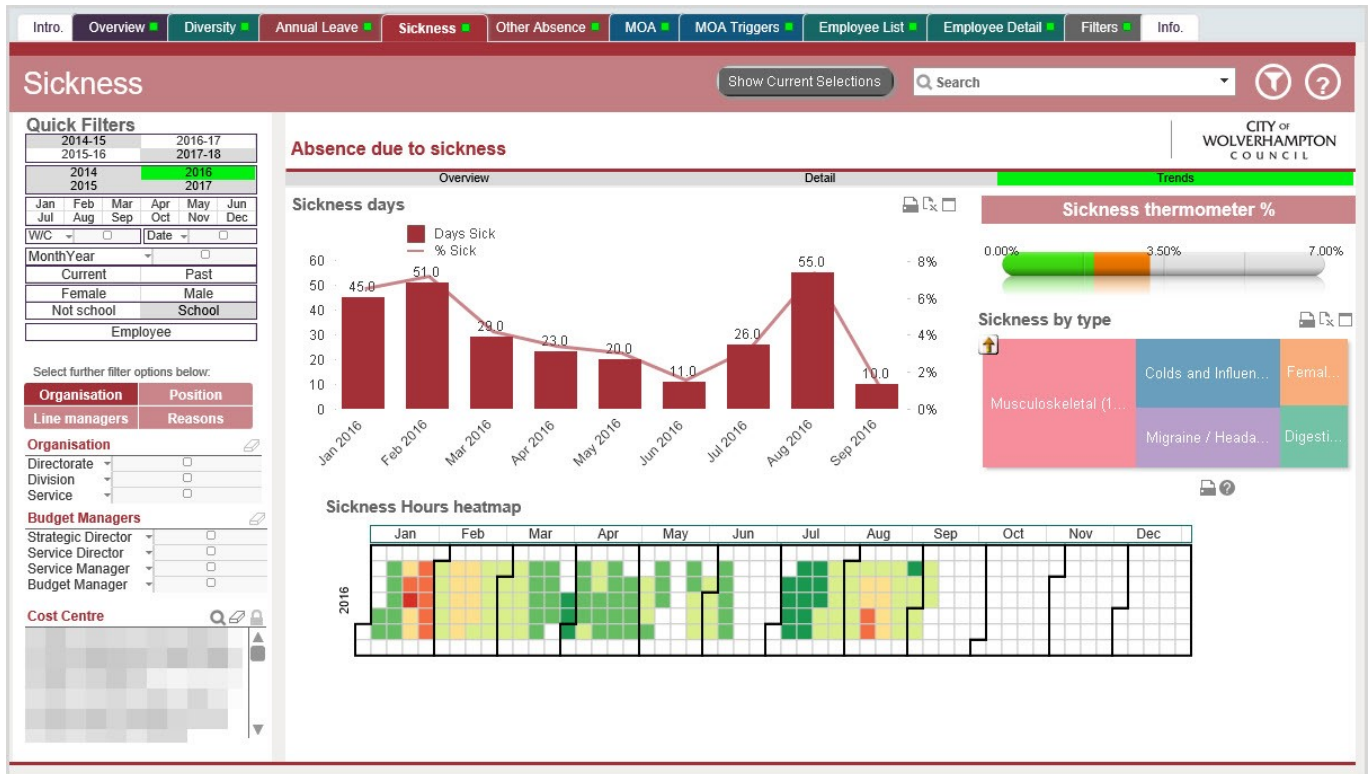 Intro. Overview Diversity Annual Leave Sickness Other Absence MOA MOA Triggers Employee List Employee Detail Filters Info.
Sickness
Show Current Selections
Search
Quick Filters
2014-15 2016-17
2015-16 2017-18
2014 2016
2015 2017
Jan Feb Mar Apr May Jun
Jul Aug Sep Oct Nov Dec
W/C Date
MonthYear
Current Past
Female Male
Not school School
Employee
Select further filter options below:
Organisation Position
Line managers Reasons
Organisation
Directorate
Division
Service
Budget Managers
Strategic Director
Service Director
Service Manager
Budget Manager
Cost Centre
Absence due to sickness
CITY OF
WOLVERHAMPTON
COUNCIL
Overview Detail Trends
Sickness days
Days Sick
% Sick
60
50
40
30
20
10
0
45.0 51.0 29.0 23.0 20.0 11.0 26.0 55.0 10.0
8%
6%
4%
2%
0%
Jan 2016 Feb 2016 Mar 2016 Apr 2016 May 2016 Jun 2016 Jul 2016 Aug 2016 Sep 2016
Sickness thermometer %
0.00% 3.50% 7.00%
Sickness by type
Musculoskeletal (1...
Colds and Influen...
Femal...
Migraine / Heada...
Digesti...
Sickness Hours heatmap
Jan Feb Mar Apr May Jun Jul Aug Sep Oct Nov Dec
2016